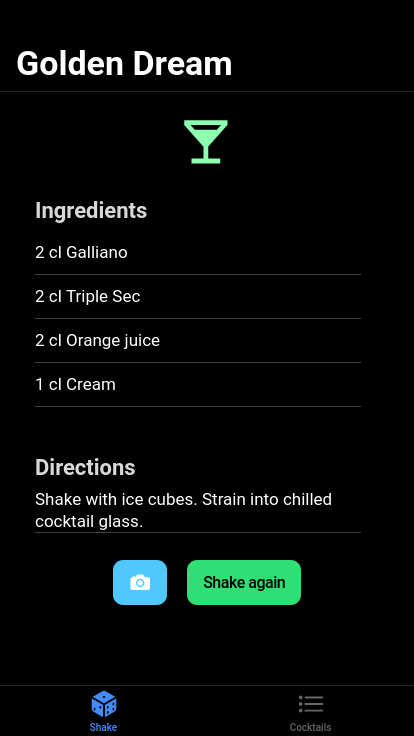 Golden Dream
Ingredients
2 cl Galliano
2 cl Triple Sec
2 cl Orange juice
1 cl Cream
Directions
Shake with ice cubes. Strain into chilled
cocktail glass.
Shake again
Shake
Cocktails